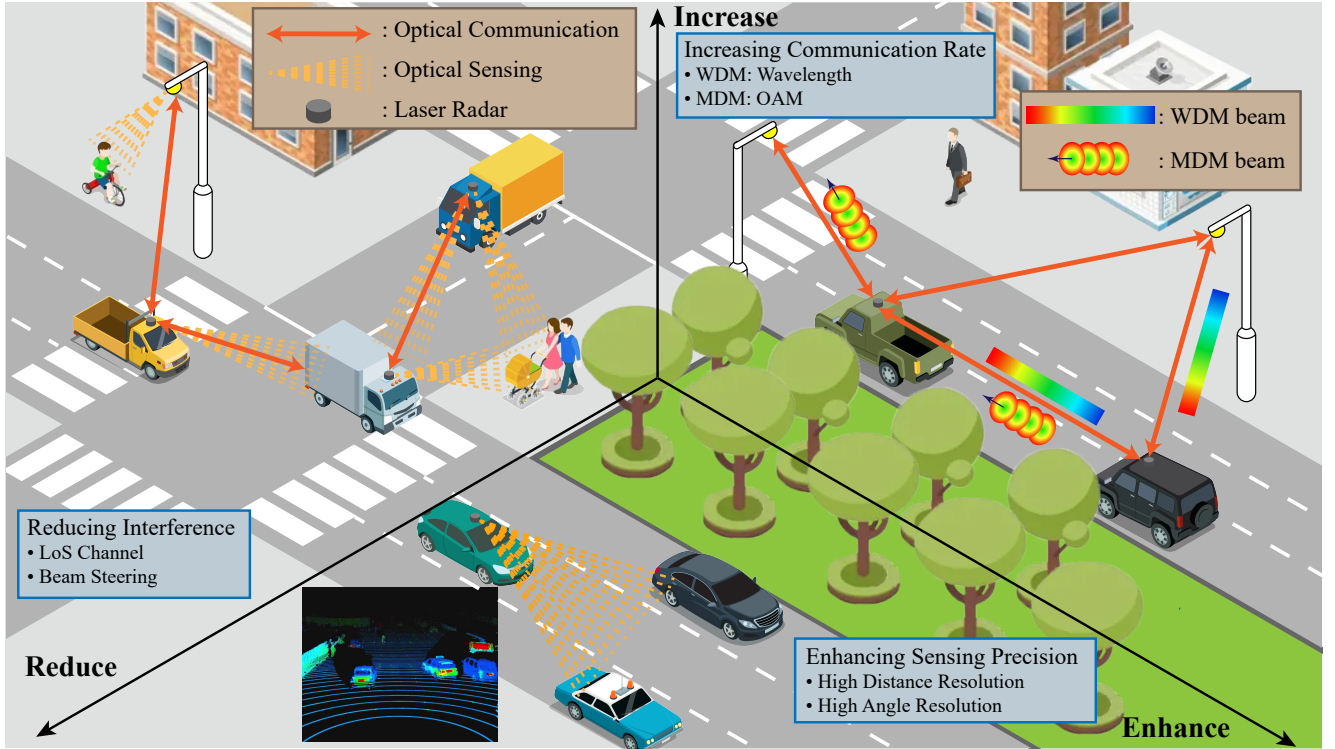 Increase
: Optical Communication
: Optical Sensing
: Laser Radar
Increasing Communication Rate
• WDM: Wavelength
• MDM: OAM
: WDM beam
: MDM beam
Reducing Interference
• LoS Channel
• Beam Steering
Reduce
Enhancing Sensing Precision
• High Distance Resolution
• High Angle Resolution
Enhance